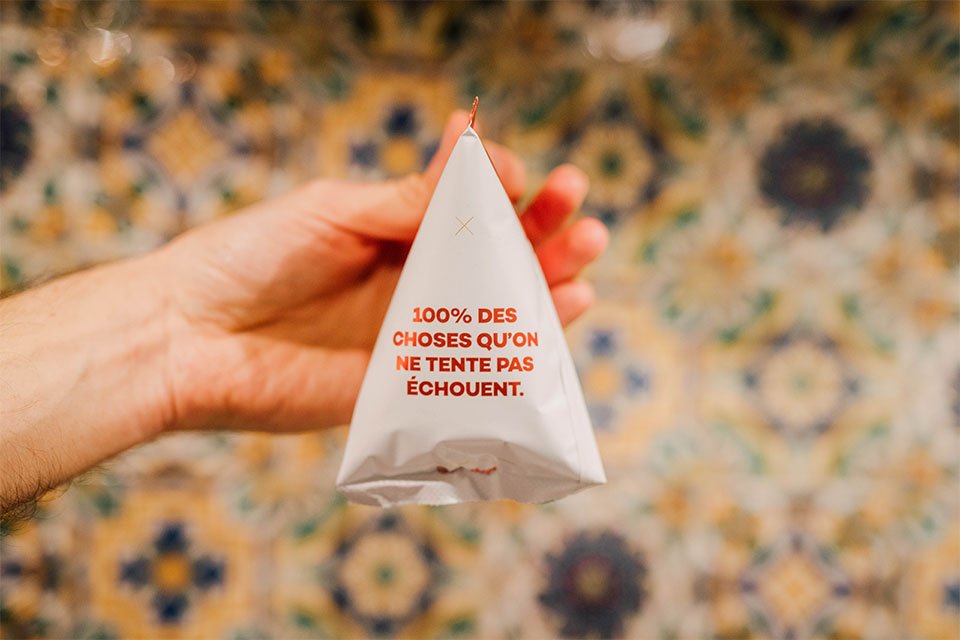 100% DES
CHOSES QU'ON
NE TENTE PAS
ÉCHOUENT.